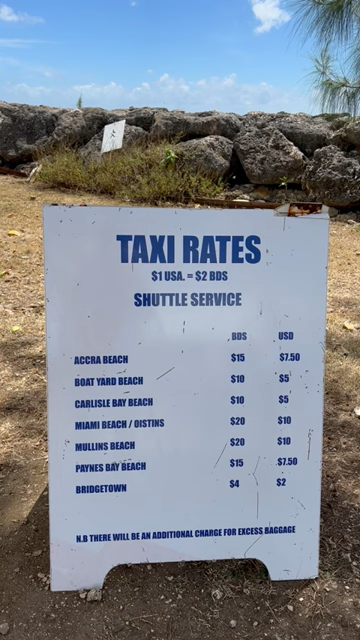 TAXI RATES
$1 USA. = $2 BDS
SHUTTLE SERVICE
BDS USD
ACCRA BEACH $15 $7.50
BOAT YARD BEACH $10 $5
CARLISLE BAY BEACH $10 $5
MIAMI BEACH / OISTINS $20 $10
MULLINS BEACH $20 $10
PAYNES BAY BEACH $15 $7.50
BRIDGETOWN $4 $2
N.B THERE WILL BE AN ADDITIONAL CHARGE FOR EXCESS BAGGAGE